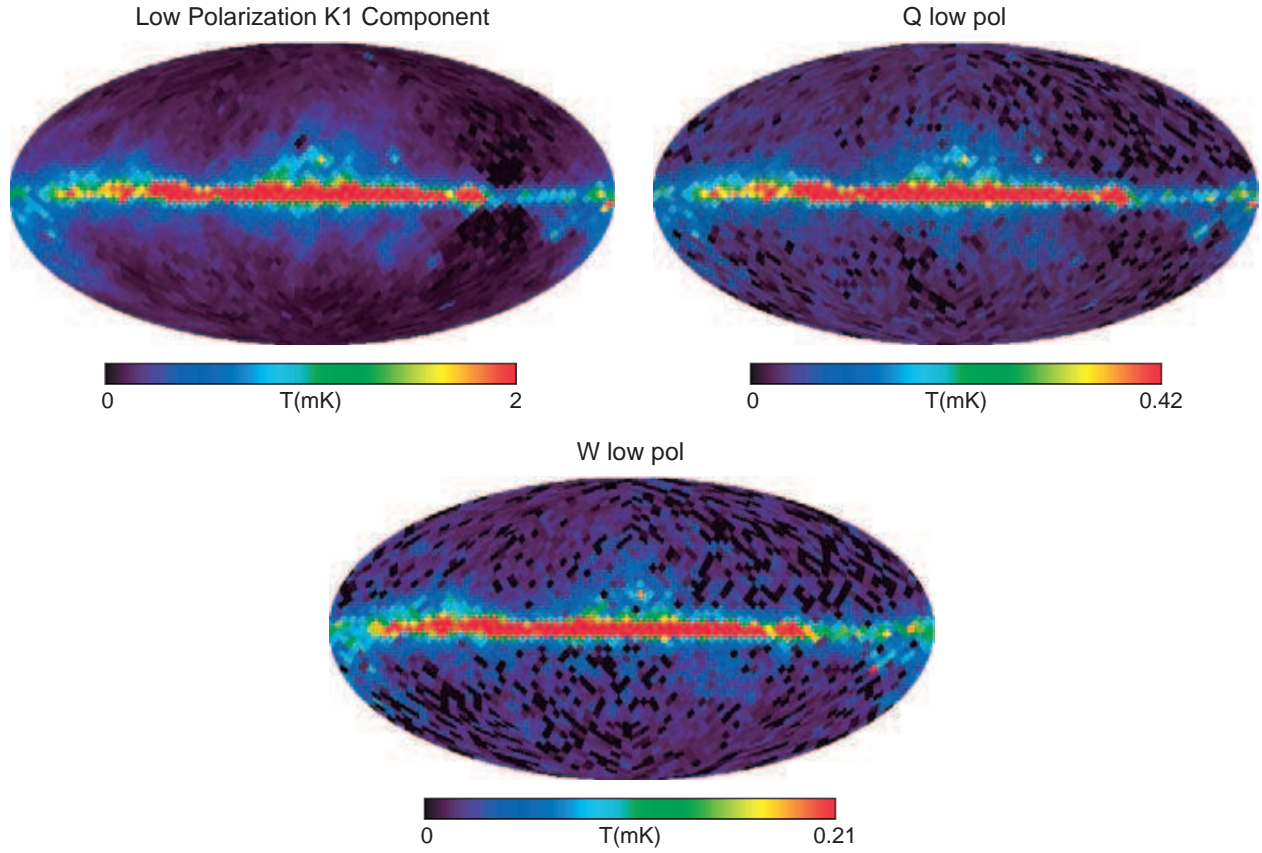 Low Polarization K1 Component
Q low pol
0 T(mK) 2
0 T(mK) 0.42
W low pol
0 T(mK) 0.21